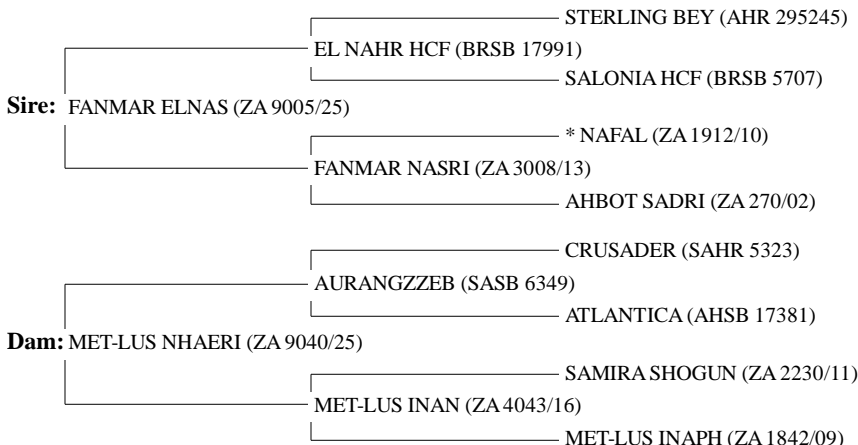 STERLING BEY (AHR 295245)
EL NAHR HCF (BRSB 17991)
SALONIA HCF (BRSB 5707)
Sire: FANMAR ELNAS (ZA 9005/25)
* NAFAL (ZA 1912/10)
FANMAR NASRI (ZA 3008/13)
AHBOT SADRI (ZA 270/02)
CRUSADER (SAHR 5323)
AURANGZZEB (SASB 6349)
ATLANTICA (AHSB 17381)
Dam: MET-LUS NHAERI (ZA 9040/25)
SAMIRA SHOGUN (ZA 2230/11)
MET-LUS INAN (ZA 4043/16)
MET-LUS INAPH (ZA 1842/09)